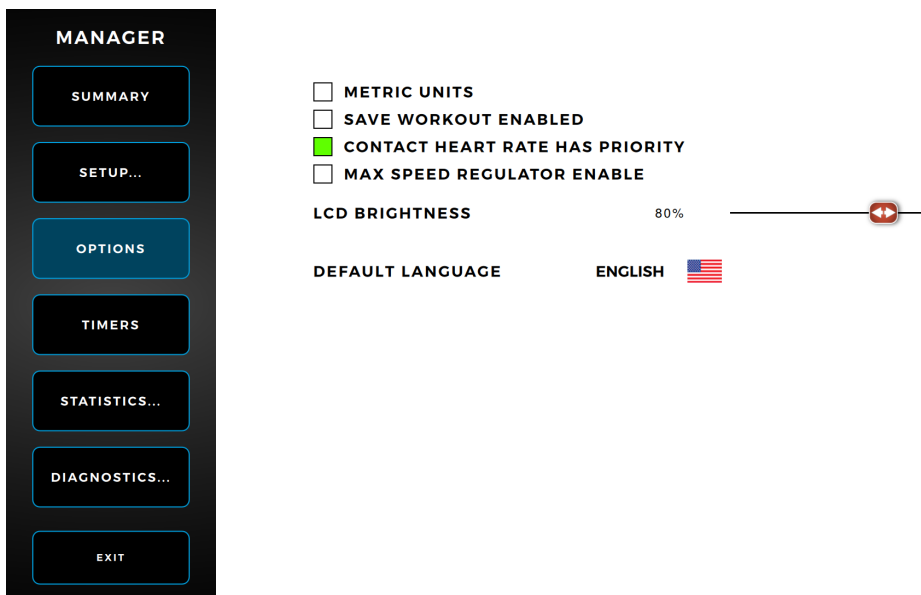 MANAGER
SUMMARY
SETUP...
OPTIONS
TIMERS
STATISTICS...
DIAGNOSTICS...
EXIT
METRIC UNITS
SAVE WORKOUT ENABLED
CONTACT HEART RATE HAS PRIORITY
MAX SPEED REGULATOR ENABLE
LCD BRIGHTNESS 80%
DEFAULT LANGUAGE ENGLISH